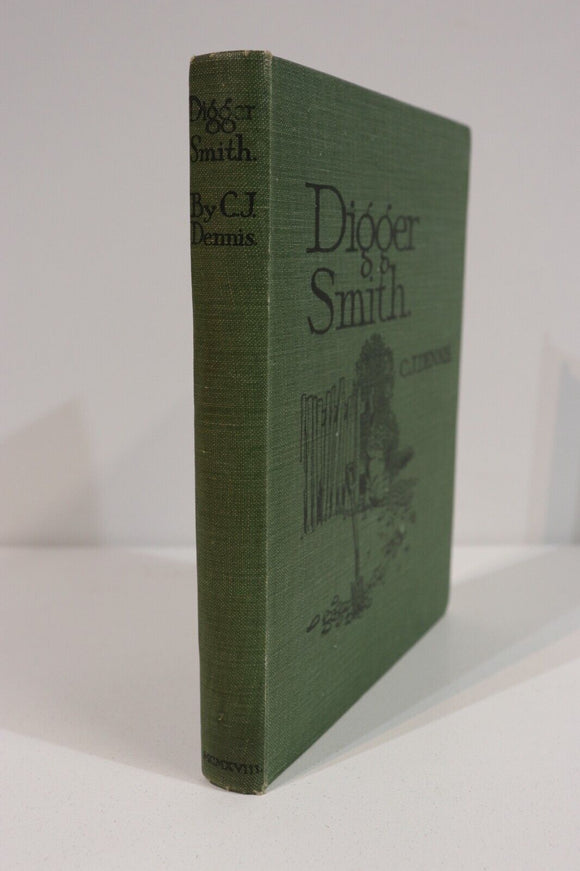 Digger
Smith.
By C.J.
Dennis.
MCMXVIII
Digger
Smith.
C.J. DENNIS.